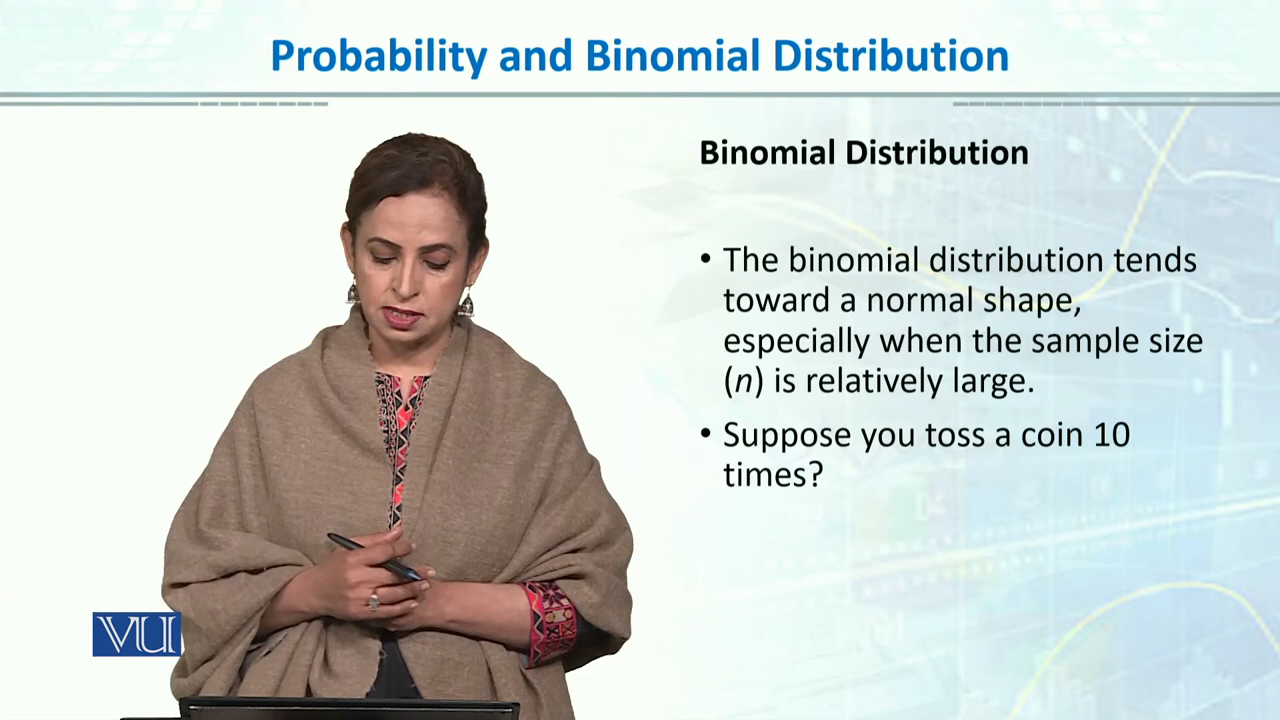 Probability and Binomial Distribution
Binomial Distribution
• The binomial distribution tends
toward a normal shape,
especially when the sample size
(n) is relatively large.
• Suppose you toss a coin 10
times?
VU